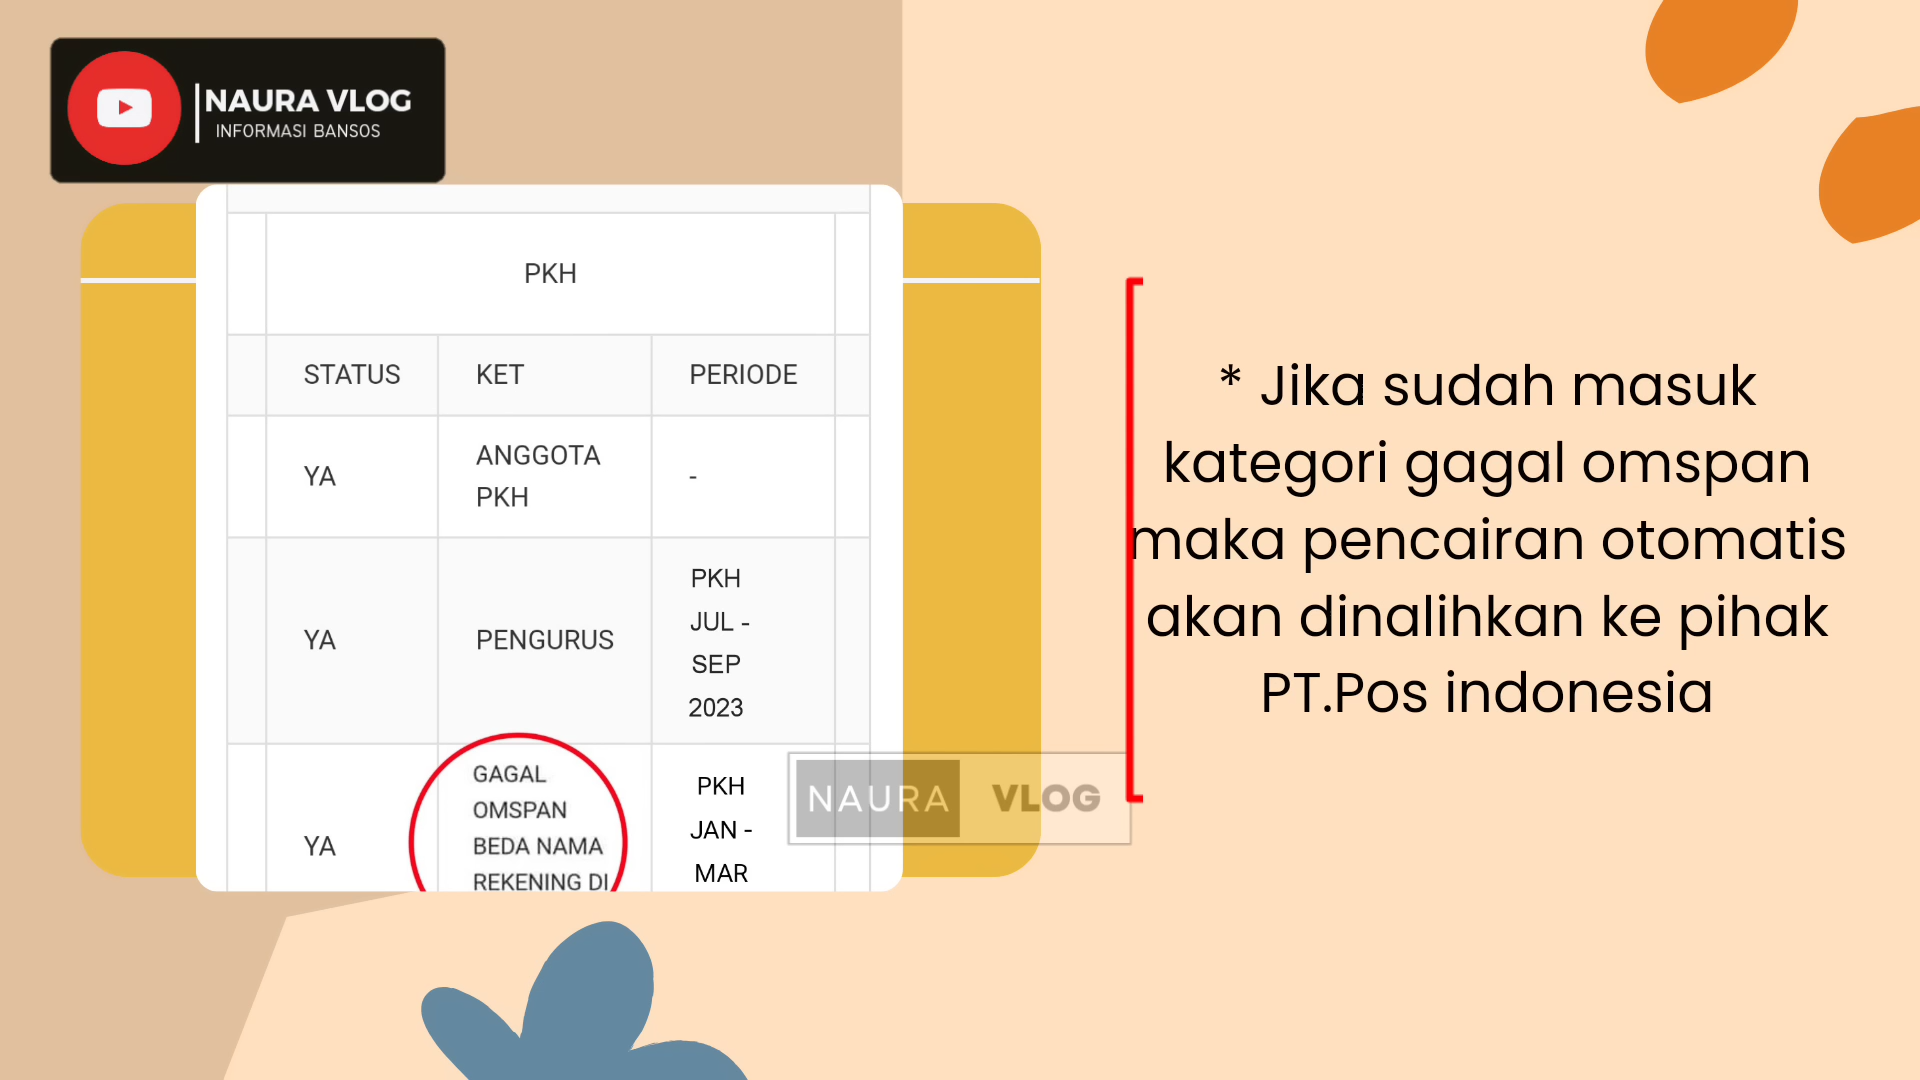 NAURA VLOG
INFORMASI BANSOS
PKH
STATUS KET PERIODE
YA
ANGGOTA
PKH
-
YA
PENGURUS
PKH
JUL -
SEP
2023
YA
GAGAL
OMSPAN
BEDA NAMA
REKENING DI
PKH
JAN -
MAR
* Jika sudah masuk
kategori gagal omspan
maka pencairan otomatis
akan dinalihkan ke pihak
PT.Pos indonesia
NAURA VLOG